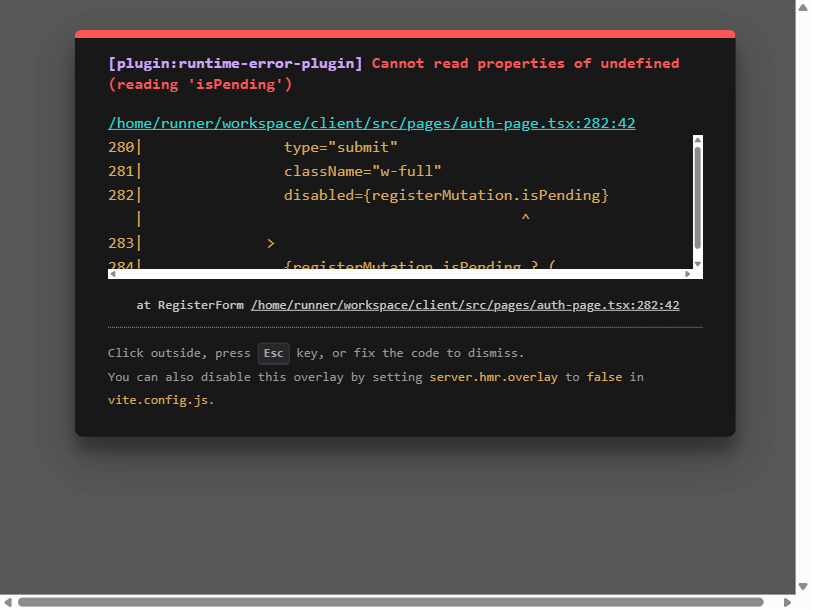 [plugin:runtime-error-plugin] Cannot read properties of undefined
(reading 'isPending')
/home/runner/workspace/client/src/pages/auth-page.tsx:282:42
280|                 type="submit"
281|                 className="w-full"
282|                 disabled={registerMutation.isPending}
   |                                             ^
283|               >
284|                 {registerMutation.isPending ? (
at RegisterForm /home/runner/workspace/client/src/pages/auth-page.tsx:282:42
Click outside, press Esc key, or fix the code to dismiss.
You can also disable this overlay by setting server.hmr.overlay to false in
vite.config.js.